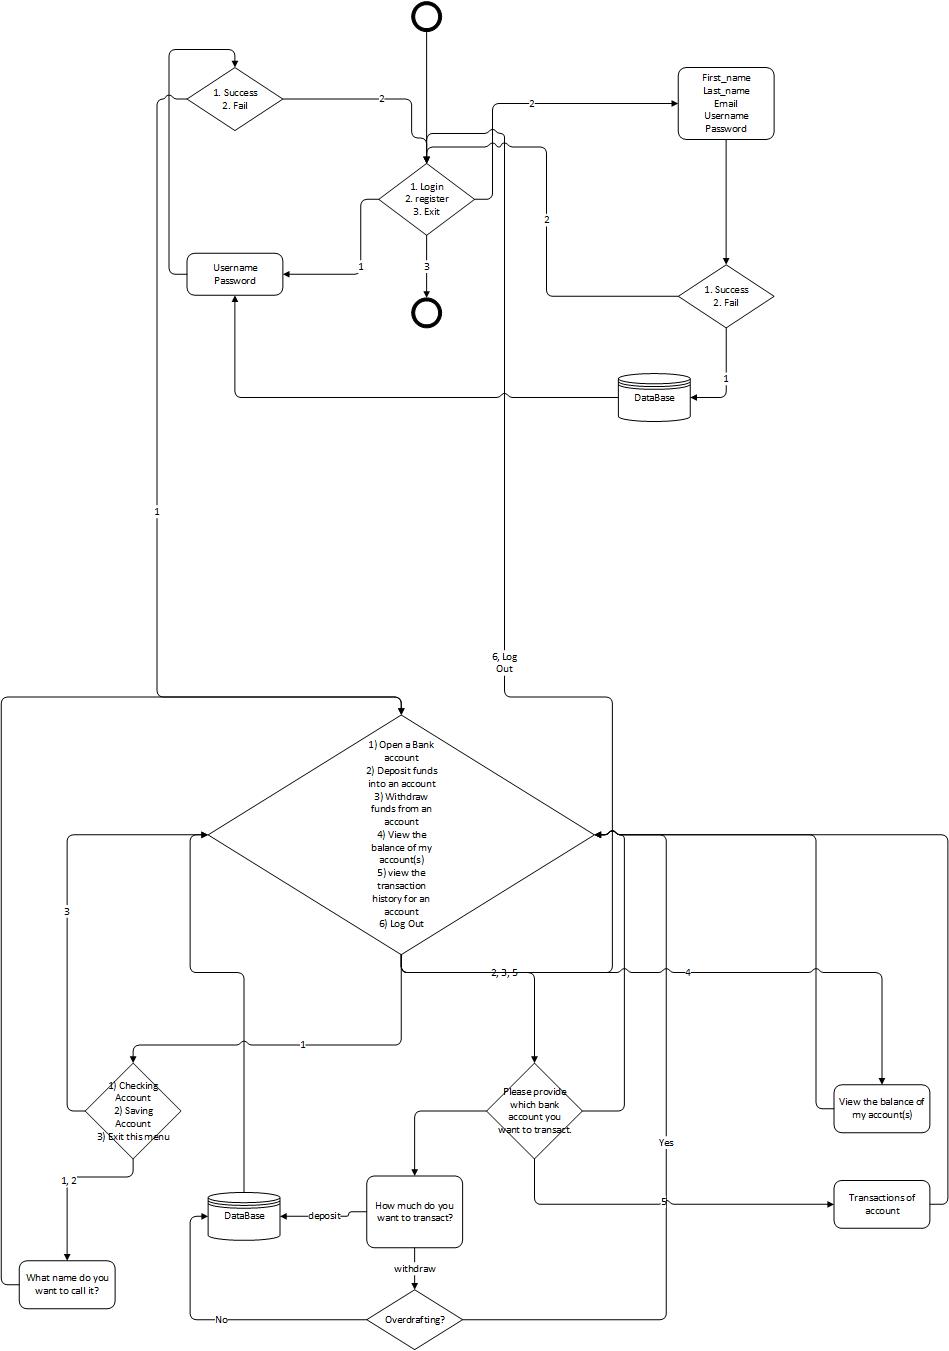 1. Success
2. Fail
2
2
First_name
Last_name
Email
Username
Password
1. Login
2. register
3. Exit
2
1
3
Username
Password
1. Success
2. Fail
1
DataBase
1
6, Log
Out
1) Open a Bank
account
2) Deposit funds
into an account
3) Withdraw
funds from an
account
4) View the
balance of my
account(s)
5) view the
transaction
history for an
account
6) Log Out
3
2, 3, 5
4
1
1) Checking
Account
2) Saving
Account
3) Exit this menu
Please provide
which bank
account you
want to transact.
View the balance of
my account(s)
Yes
1, 2
5
Transactions of
account
DataBase
deposit
How much do you
want to transact?
withdraw
What name do you
want to call it?
No
Overdrafting?